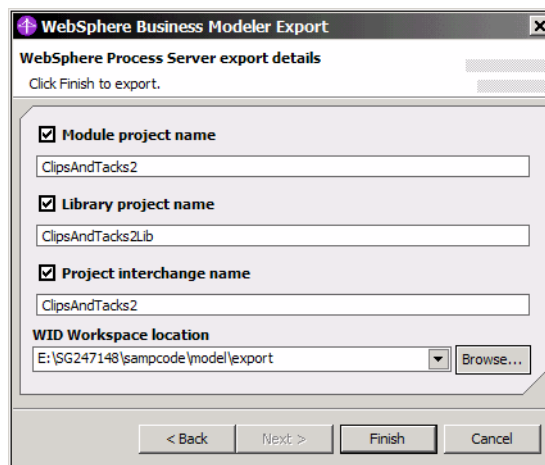 WebSphere Business Modeler Export
WebSphere Process Server export details
Click Finish to export.
Module project name
ClipsAndTacks2
Library project name
ClipsAndTacks2Lib
Project interchange name
ClipsAndTacks2
WID Workspace location
E:\SG247148\sampcode\model\export Browse...
< Back Next > Finish Cancel